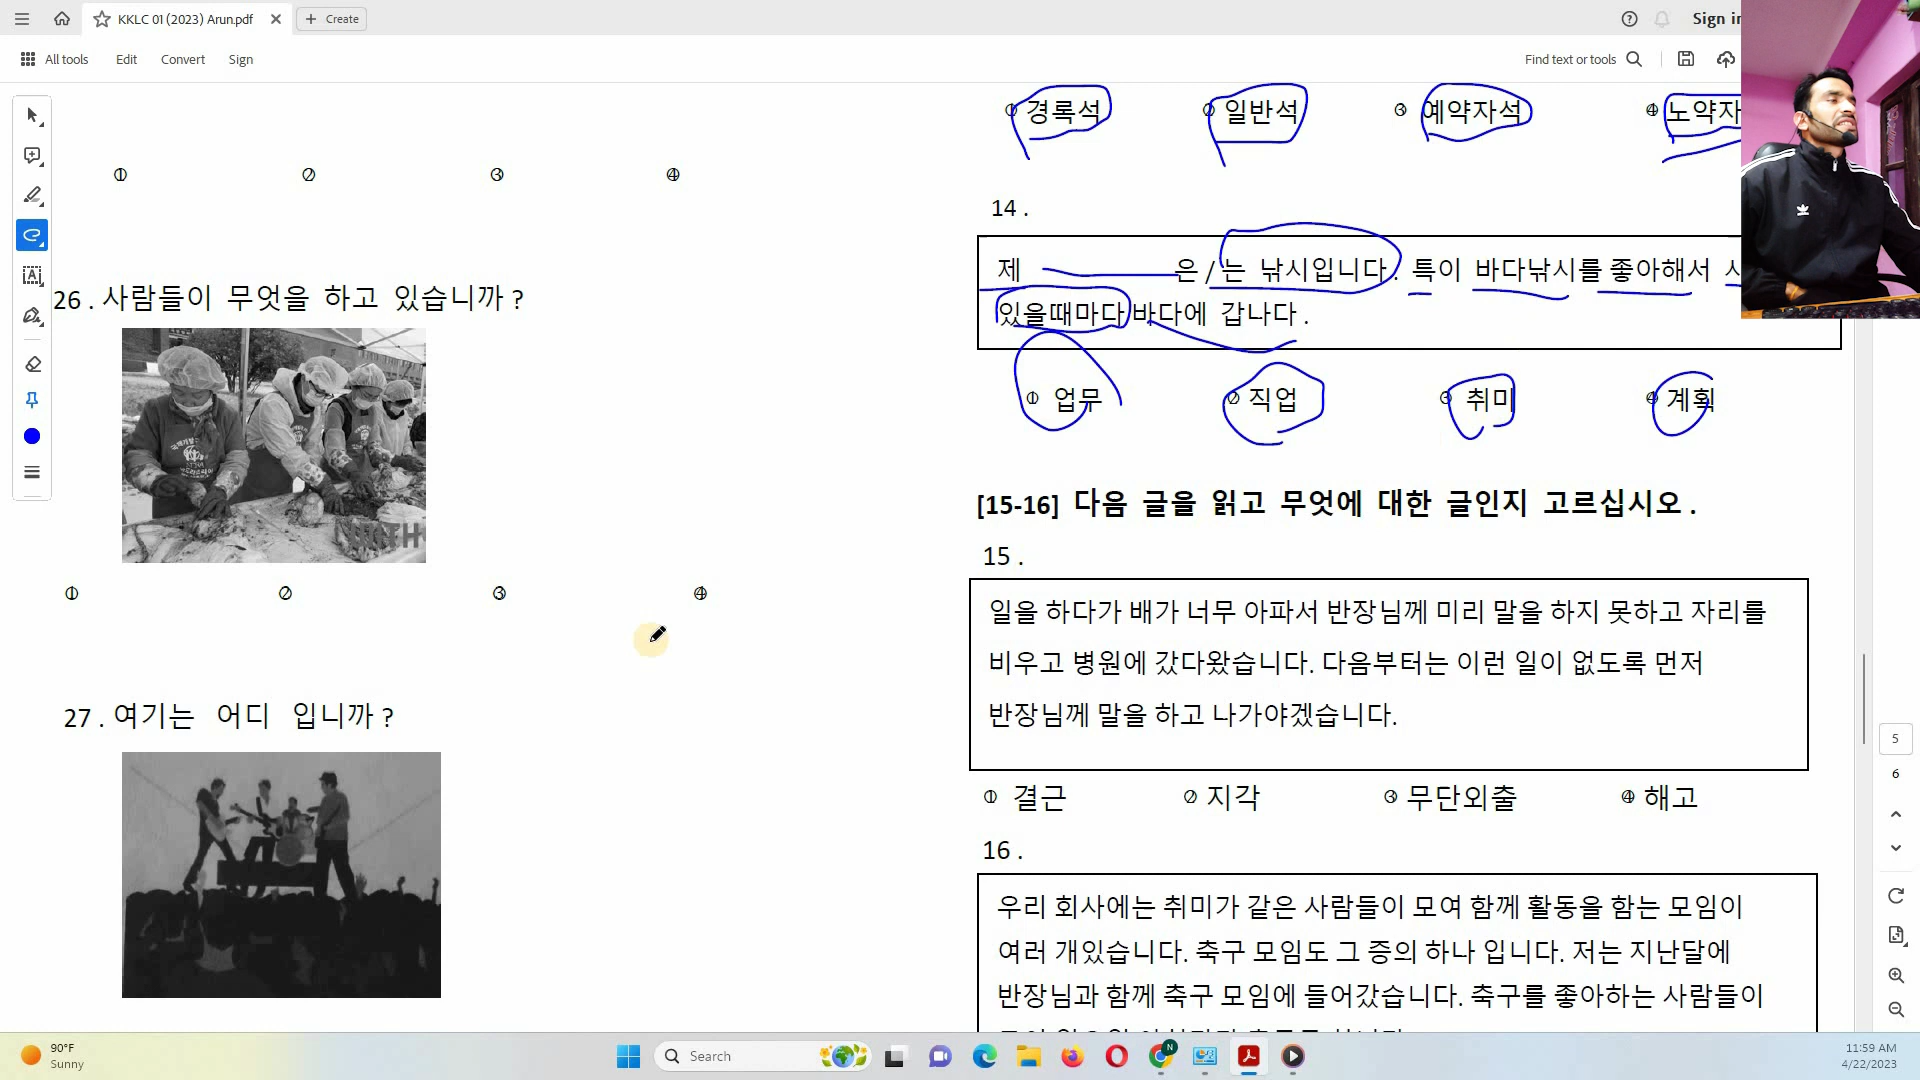 KKLC 01 (2023) Arun.pdf
Create
Sign in
All tools
Edit
Convert
Sign
Find text or tools
① ② ③ ④
26 . 사람들이 무엇을 하고 있습니까 ?
WITH
① ② ③ ④
27 . 여기는 어디 입니까 ?
① 경록석 ② 일반석 ③ 예약자석 ④ 노약자
14 .
제 은 / 는 낚시입니다 . 특이 바다낚시를 좋아해서
있을때마다 바다에 갑나다 .
① 업무 ② 직업 ③ 취미 ④ 계획
[15-16] 다음 글을 읽고 무엇에 대한 글인지 고르십시오 .
15 .
일을 하다가 배가 너무 아파서 반장님께 미리 말을 하지 못하고 자리를
비우고 병원에 갔다왔습니다. 다음부터는 이런 일이 없도록 먼저
반장님께 말을 하고 나가야겠습니다.
① 결근 ② 지각 ③ 무단외출 ④ 해고
16 .
우리 회사에는 취미가 같은 사람들이 모여 함께 활동을 함는 모임이
여러 개있습니다. 축구 모임도 그 증의 하나 입니다. 저는 지난달에
반장님과 함께 축구 모임에 들어갔습니다. 축구를 좋아하는 사람들이
5
6
90°F
Sunny
Search
N
11:59 AM
4/22/2023